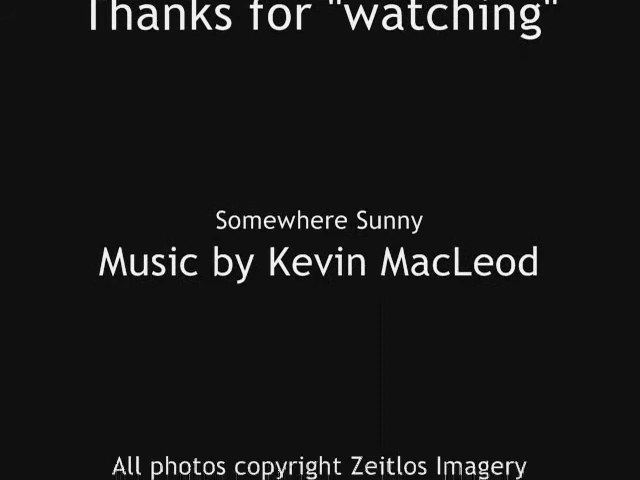 Thanks for "watching"
Somewhere Sunny
Music by Kevin MacLeod
All photos copyright Zeitlos Imagery